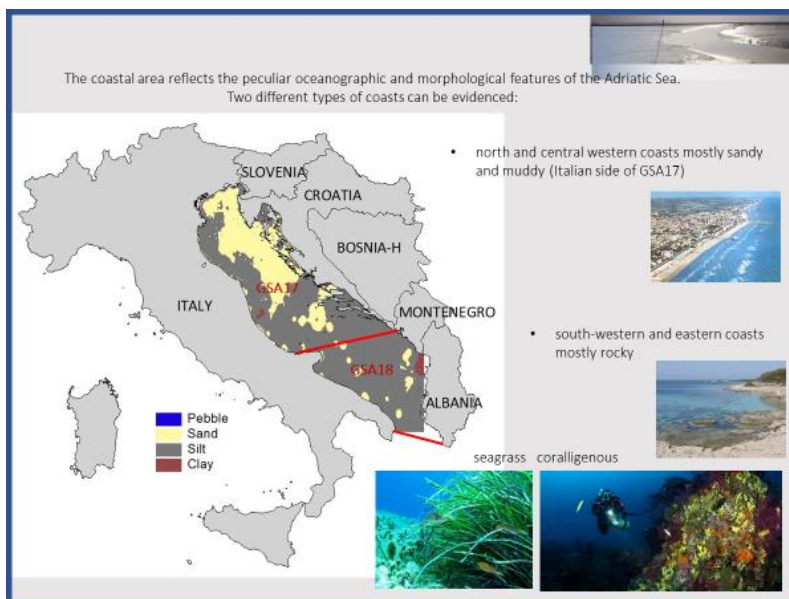 The coastal area reflects the peculiar oceanographic and morphological features of the Adriatic Sea.
Two different types of coasts can be evidenced:
• north and central western coasts mostly sandy
and muddy (Italian side of GSA17)
SLOVENIA
CROATIA
BOSNIA-H
GSA17
ITALY
MONTENEGRO
• south-western and eastern coasts
mostly rocky
GSA18
ALBANIA
Pebble
Sand
Silt
Clay
seagrass coralligenous